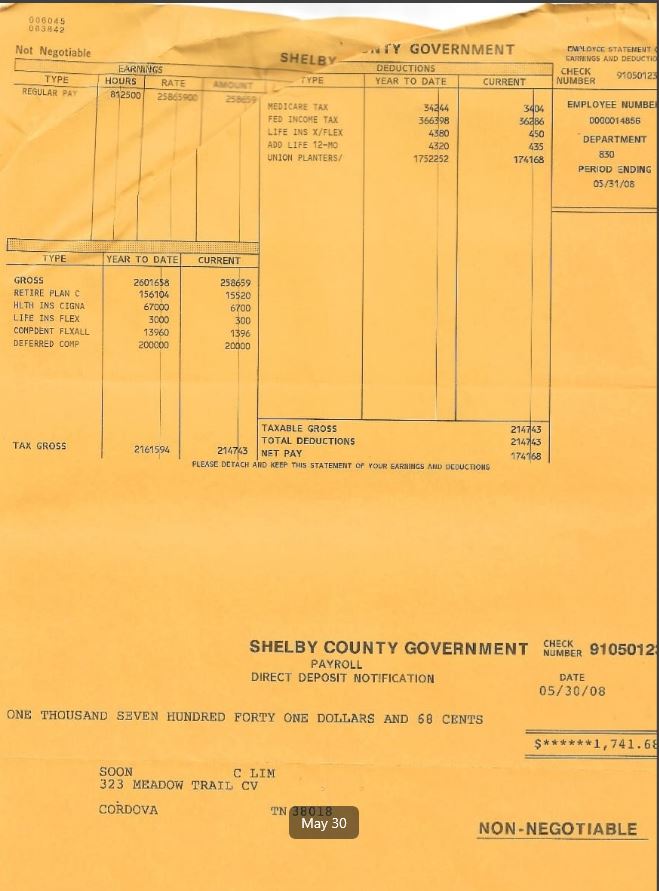 006045
003842
Not Negotiable
SHELBY COUNTY GOVERNMENT
EMPLOYEE STATEMENT O
EARNINGS AND DEDUCTIO
EARNINGS
DEDUCTIONS
CHECK NUMBER 91050123
TYPE HOURS RATE AMOUNT
TYPE YEAR TO DATE CURRENT
REGULAR PAY 812500 25865900 258659
MEDICARE TAX 34244 3404
FED INCOME TAX 366398 36286
LIFE INS X/FLEX 4380 450
ADD LIFE 12-MO 4320 435
UNION PLANTERS/ 1752252 174168
EMPLOYEE NUMBE
0000014856
DEPARTMENT
830
PERIOD ENDING
05/31/08
TYPE YEAR TO DATE CURRENT
GROSS 2601658 258659
RETIRE PLAN C 156104 15520
HLTH INS CIGNA 67000 6700
LIFE INS FLEX 3000 300
COMPDENT FLXALL 13960 1396
DEFERRED COMP 200000 20000
TAX GROSS 2161594 214743
TAXABLE GROSS 214743
TOTAL DEDUCTIONS 214743
NET PAY 174168
PLEASE DETACH AND KEEP THIS STATEMENT OF YOUR EARNINGS AND DEDUCTIONS
SHELBY COUNTY GOVERNMENT
CHECK NUMBER 9105012
PAYROLL
DIRECT DEPOSIT NOTIFICATION
DATE
05/30/08
ONE THOUSAND SEVEN HUNDRED FORTY ONE DOLLARS AND 68 CENTS
$******1,741.68
SOON C LIM
323 MEADOW TRAIL CV
CORDOVA TN 38018
May 30
NON-NEGOTIABLE